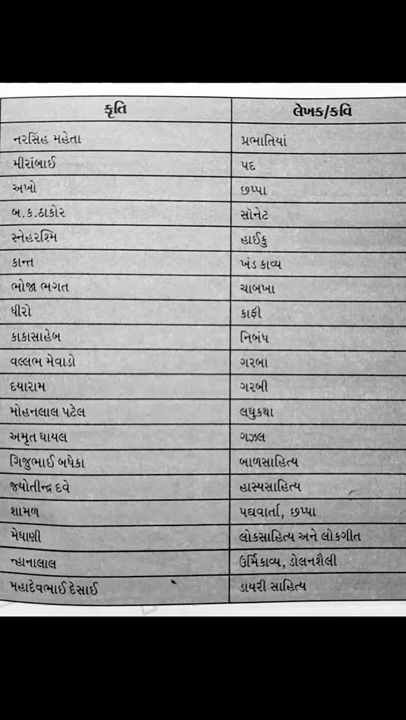 કૃતિ લેખક/કવિ
નરસિંહ મહેતા પ્રભાતિયાં
મીરાંબાઈ પદ
અખો છપ્પા
બ.ક.ઠાકોર સૉનેટ
સ્નેહરશ્મિ હાઈકુ
કાન્ત ખંડ કાવ્ય
ભોજા ભગત ચાબખા
ધીરો કાફી
કાકાસાહેબ નિબંધ
વલ્લભ મેવાડો ગરબા
દયારામ ગરબી
મોહનલાલ પટેલ લઘુકથા
અમૃત ઘાયલ ગઝલ
ગિજુભાઈ બધેકા બાળસાહિત્ય
જ્યોતીન્દ્ર દવે હાસ્યસાહિત્ય
શામળ પદ્યવાર્તા, છપ્પા
મેઘાણી લોકસાહિત્ય અને લોકગીત
ન્હાનાલાલ ઉર્મિકાવ્ય, ડોલનશૈલી
મહાદેવભાઈ દેસાઈ ડાયરી સાહિત્ય